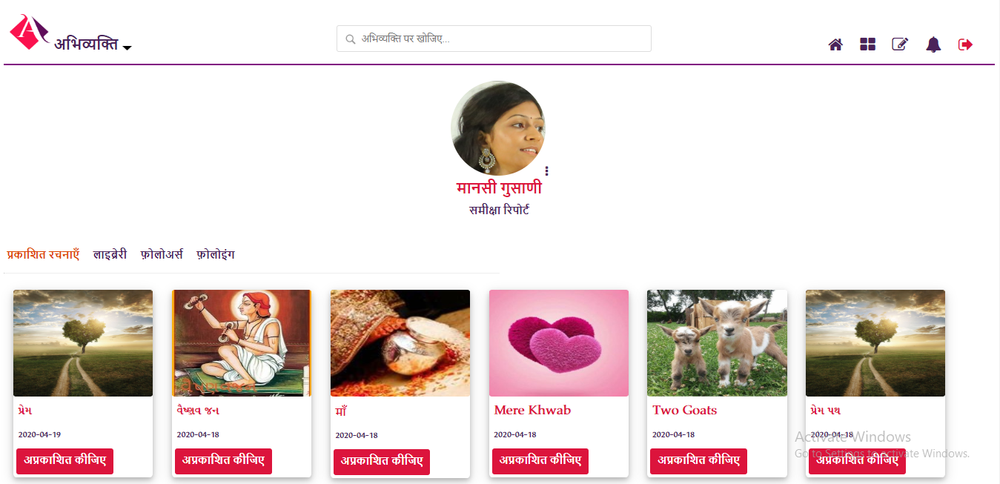 A
अभिव्यक्ति
अभिव्यक्ति पर खोजिए...
मानसी गुसाणी
समीक्षा रिपोर्ट
प्रकाशित रचनाएँ लाइब्रेरी फ़ोलोअर्स फ़ोलोइंग
પ્રેમ
2020-04-19
अप्रकाशित कीजिए
વૈષ્ણવજન
વૈષ્ણવ જન
2020-04-18
अप्रकाशित कीजिए
माँ
2020-04-18
अप्रकाशित कीजिए
Mere Khwab
2020-04-18
अप्रकाशित कीजिए
Two Goats
2020-04-18
अप्रकाशित कीजिए
પ્રેમ પથ
2020-04-18
अप्रकाशित कीजिए
Activate Windows
Go to Settings to activate Windows.